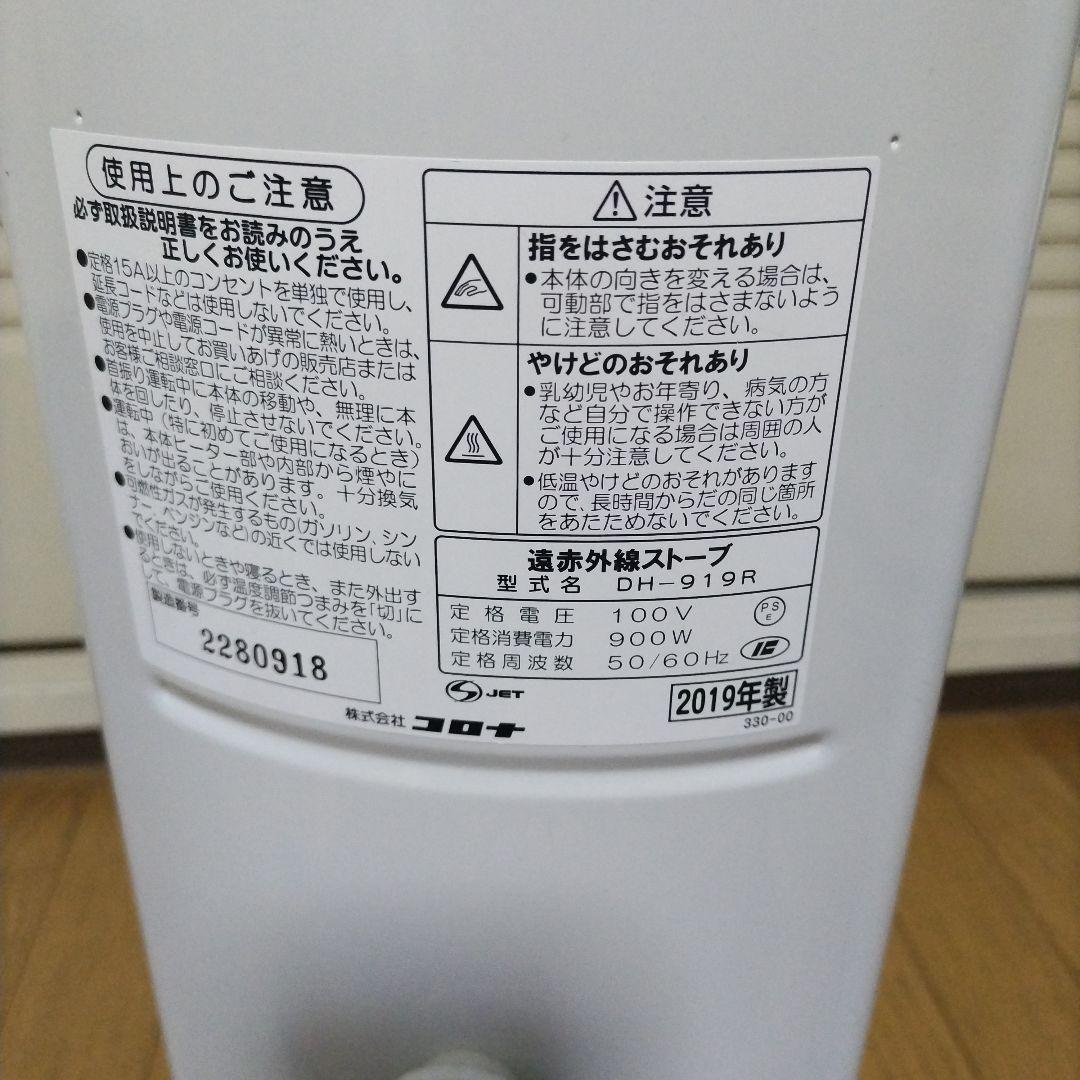 使用上のご注意
必ず取扱説明書をお読みのうえ
正しくお使いください。
●定格15A以上のコンセントを単独で使用し、
延長コードなどは使用しないでください。
●電源プラグや電源コードが異常に熱いときは、
使用を中止してお買いあげの販売店または
お客様ご相談窓口にご相談ください。
●首振り運転中に本体の移動や、無理に本
体を回したり、停止させないでください。
●運転中（特に初めてご使用になるとき）
は、本体ヒーター部や内部から煙やに
おいが出ることがあります。十分換気
をしながらご使用ください。
●可燃性ガスが発生するもの(ガソリン、シン
ナー、ベンジンなど)の近くでは使用しない
でください。
●使用しないときや寝るとき、また外出す
るときは、必ず温度調節つまみを「切」に
して、電源プラグを抜いてください。
製造番号
2280918
⚠注意
指をはさむおそれあり
●本体の向きを変える場合は、
可動部で指をはさまないよう
に注意してください。
やけどのおそれあり
●乳幼児やお年寄り、病気の方
など自分で操作できない方が
ご使用になる場合は周囲の人
が十分注意してください。
●低温やけどのおそれがあります
ので、長時間からだの同じ箇所
をあたためないでください。
遠赤外線ストーブ
型式名 DH-919R
定格電圧 100V
定格消費電力 900W
定格周波数 50/60Hz
PS
E
JET
2019年製
株式会社 コロナ
330-00